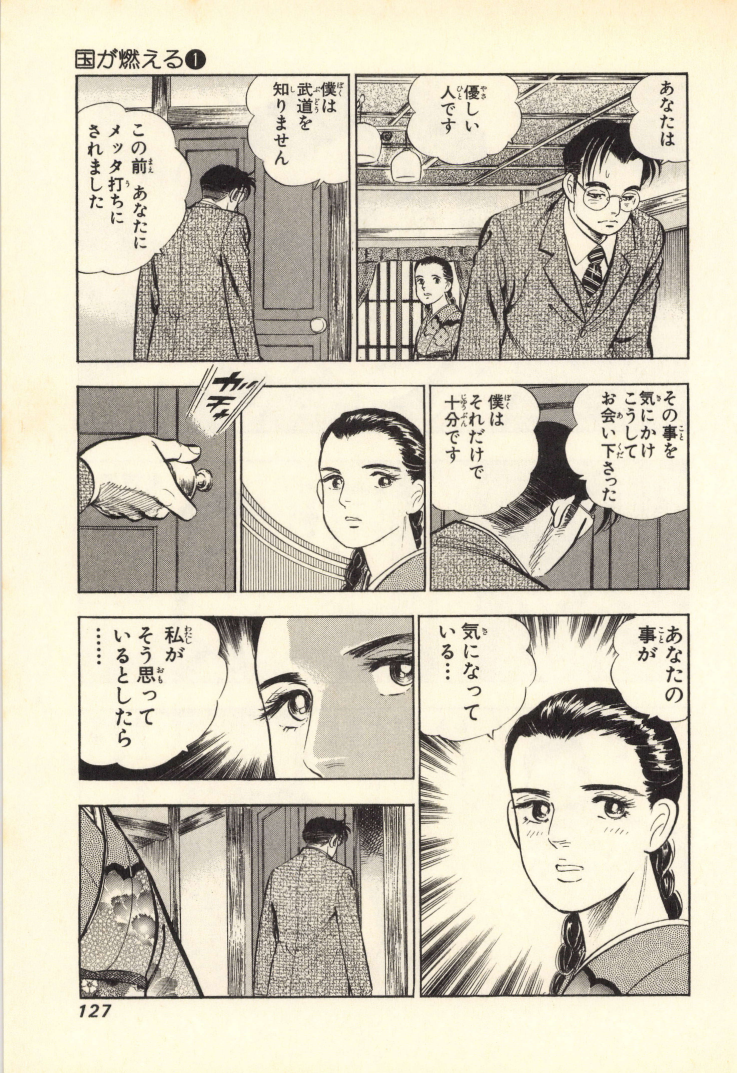 国が燃える❶
あなたは
優しい
人です
僕は
武道を
知りません
この前 あなたに
メッタ打ちに
されました
その事を
気にかけ
こうして
お会い下さった
僕は
それだけで
十分です
ガチャ
あなたの
事が
気になって
いる…
私が
そう思って
いるとしたら
……
127